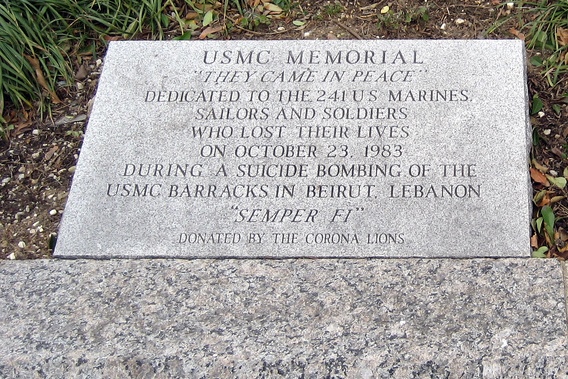 USMC MEMORIAL
"THEY CAME IN PEACE"
DEDICATED TO THE 241 U S MARINES,
SAILORS AND SOLDIERS
WHO LOST THEIR LIVES
ON OCTOBER 23, 1983
DURING A SUICIDE BOMBING OF THE
USMC BARRACKS IN BEIRUT, LEBANON
"SEMPER FI"
DONATED BY THE CORONA LIONS